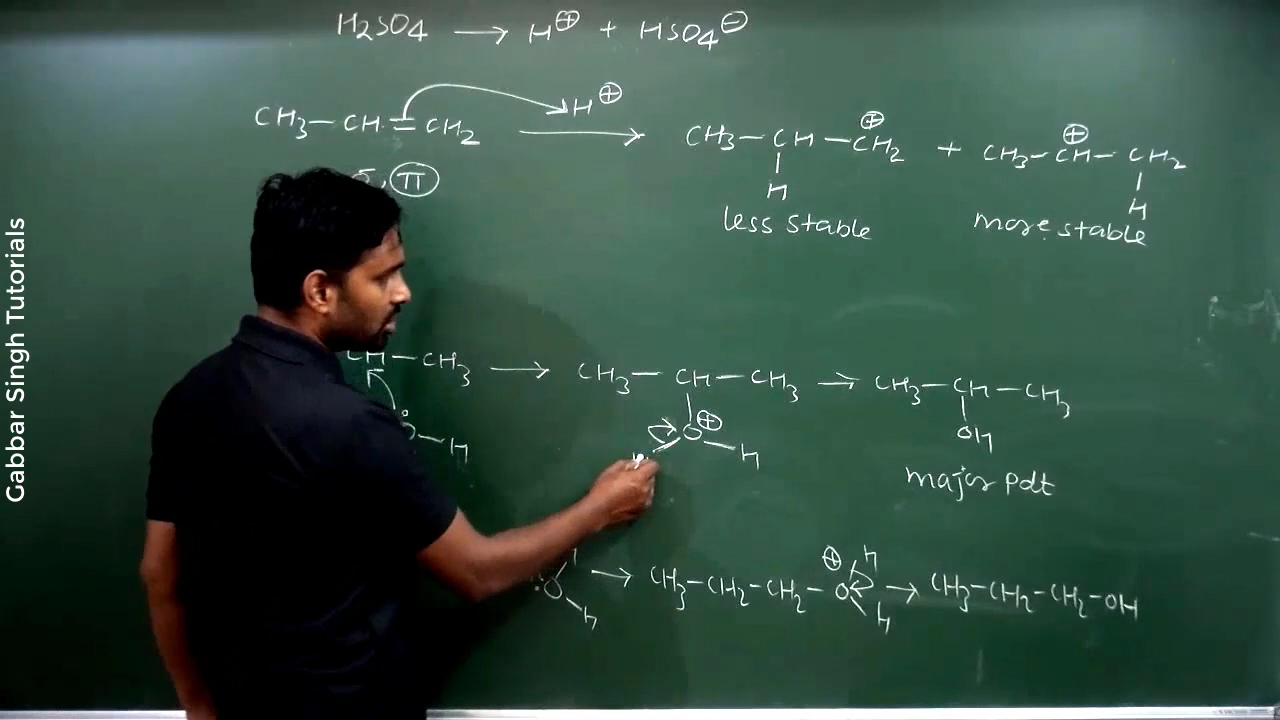 H₂SO₄ → H⊕ + HSO₄⊖
CH₃—CH=CH₂ → H⊕ CH₃—CH—CH₂⊕ + CH₃—CH⊕—CH₂
H H
σ, π
less stable more stable
CH—CH₃ → CH₃—CH—CH₃ → CH₃—CH—CH₃
O—H O⊕—H OH
major pdt
H H
O → CH₃—CH₂—CH₂—O⊕ → CH₃—CH₂—CH₂—OH
H H
Gabbar Singh Tutorials